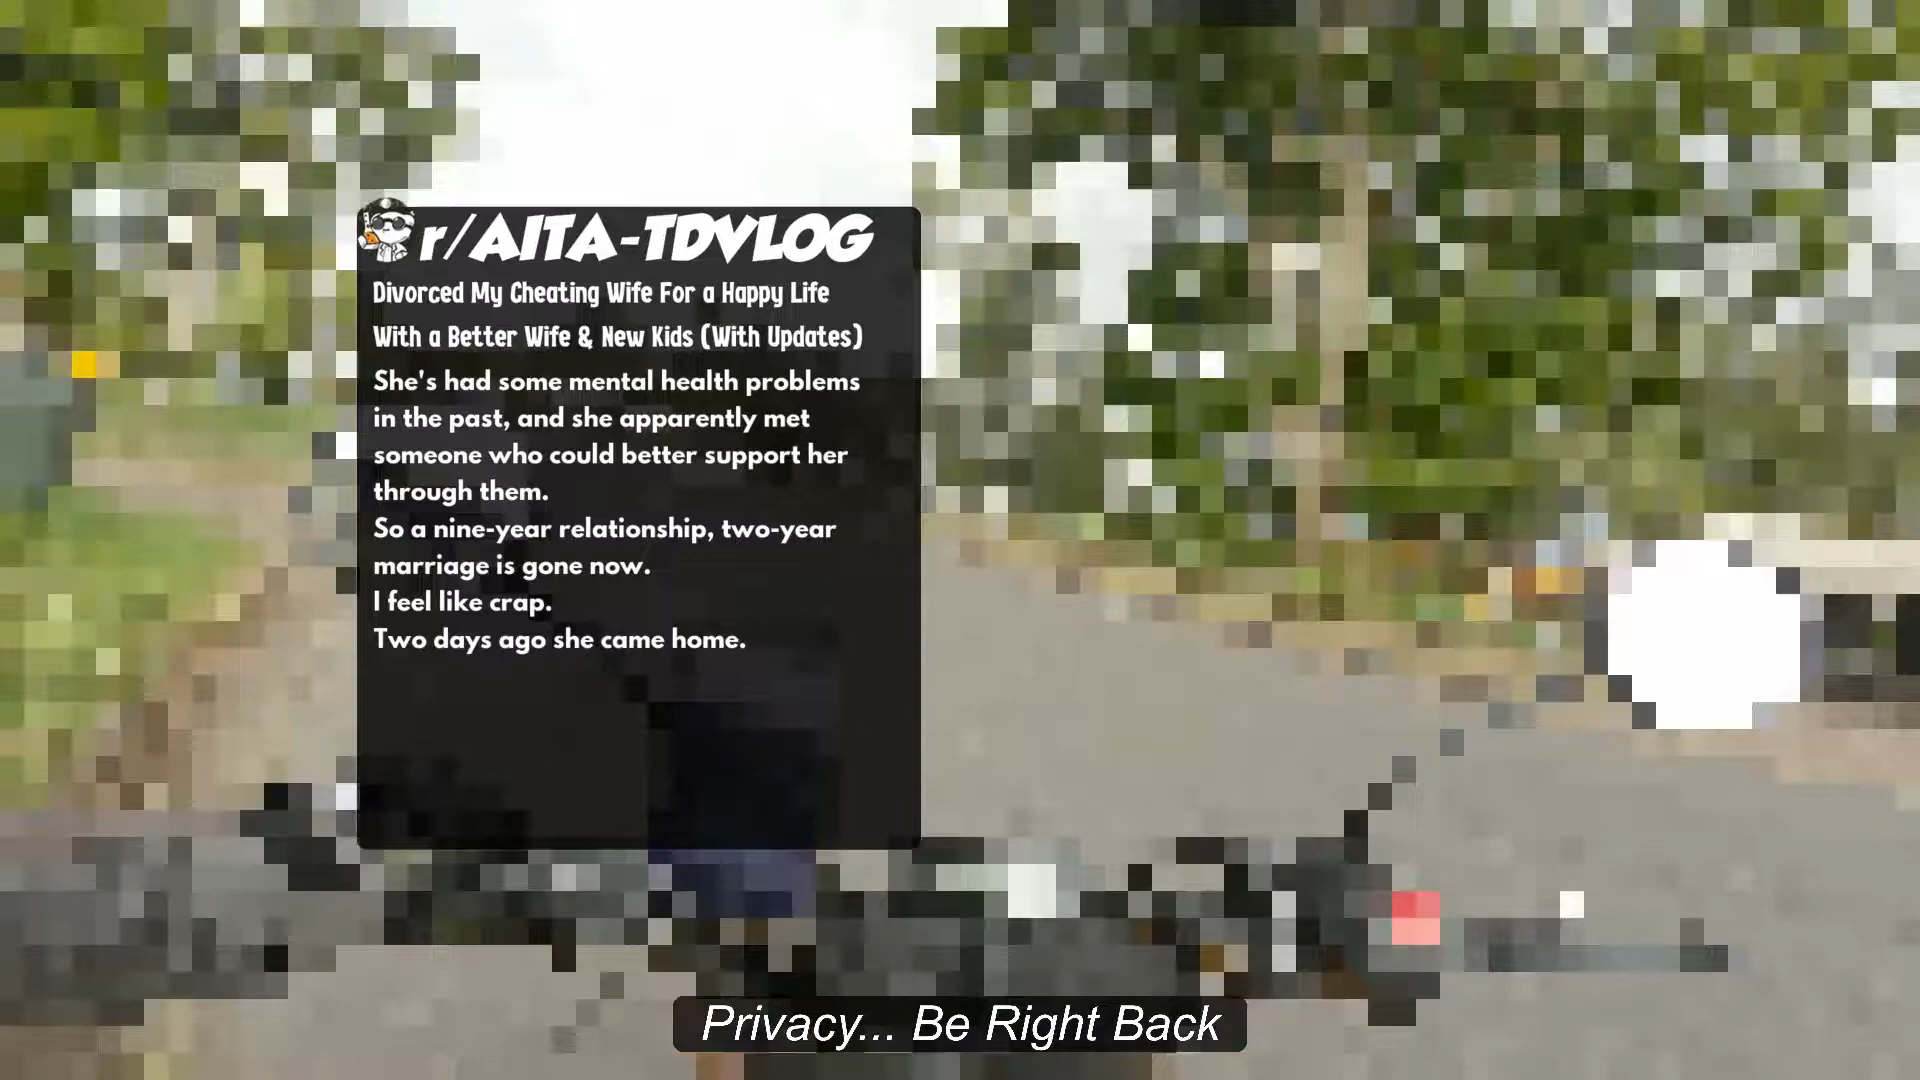 r/AITA-TDVLOG
Divorced My Cheating Wife For a Happy Life
With a Better Wife & New Kids (With Updates)
She's had some mental health problems
in the past, and she apparently met
someone who could better support her
through them.
So a nine-year relationship, two-year
marriage is gone now.
I feel like crap.
Two days ago she came home.
Privacy... Be Right Back